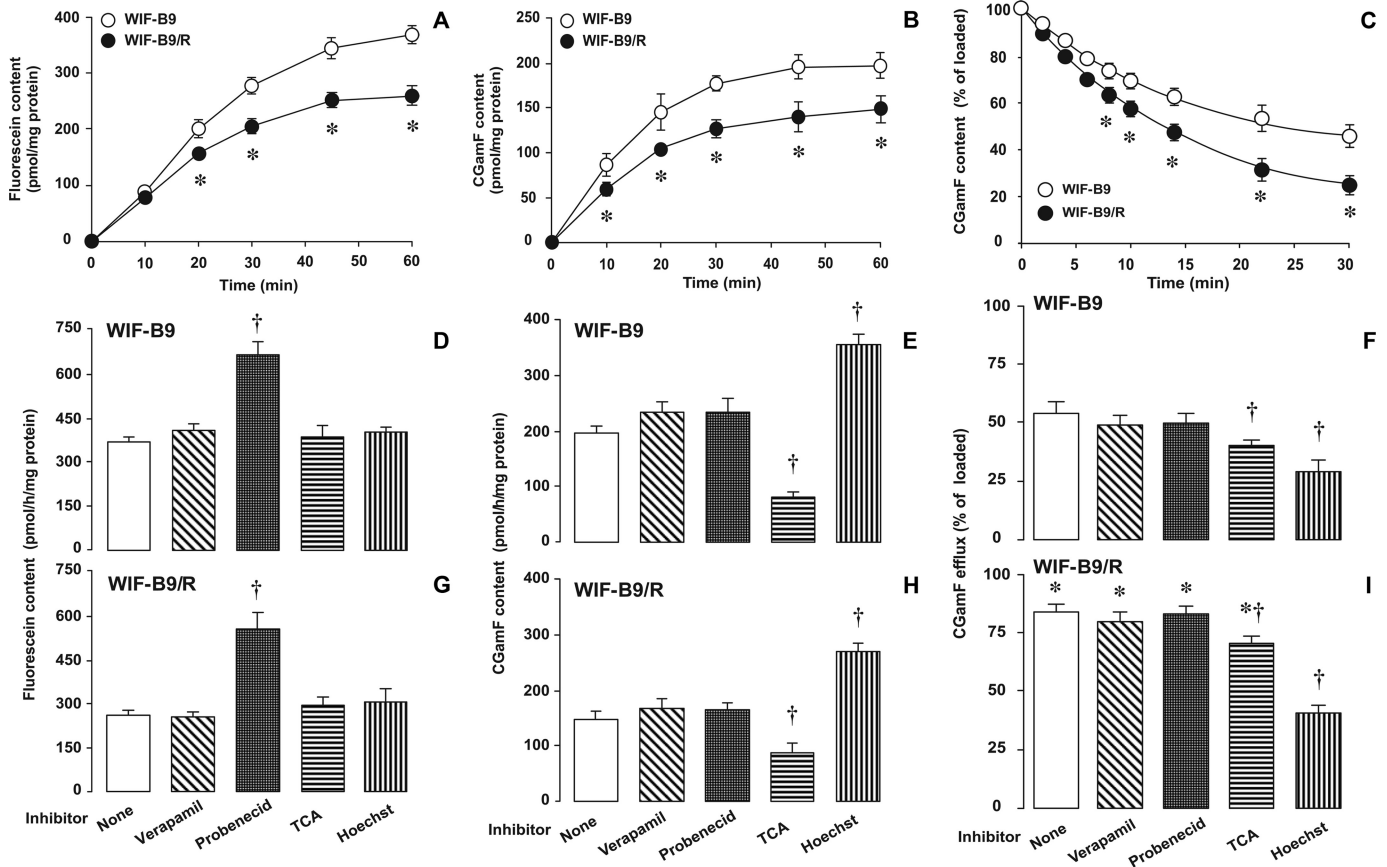 A
WIF-B9
WIF-B9/R
Fluorescein content
(pmol/mg protein)
400
300
200
100
0
*
*
*
*
0 10 20 30 40 50 60
Time (min)
B
WIF-B9
WIF-B9/R
CGamF content
(pmol/mg protein)
250
200
150
100
50
0
*
*
*
*
*
0 10 20 30 40 50 60
Time (min)
C
CGamF content (% of loaded)
100
80
60
40
20
0
*
*
*
*
*
WIF-B9
WIF-B9/R
0 5 10 15 20 25 30
Time (min)
WIF-B9
D
750
600
450
300
150
0
†
Fluorescein content (pmol/h/mg protein)
WIF-B9
E
400
300
200
100
0
†
†
CGamF content (pmol/h/mg protein)
WIF-B9
F
100
75
50
25
0
†
†
CGamF efflux (% of loaded)
WIF-B9/R
G
750
600
450
300
150
0
†
Inhibitor None Verapamil Probenecid TCA Hoechst
WIF-B9/R
H
400
300
200
100
0
†
†
Inhibitor None Verapamil Probenecid TCA Hoechst
WIF-B9/R
I
100
75
50
25
0
* * * *† †
Inhibitor None Verapamil Probenecid TCA Hoechst